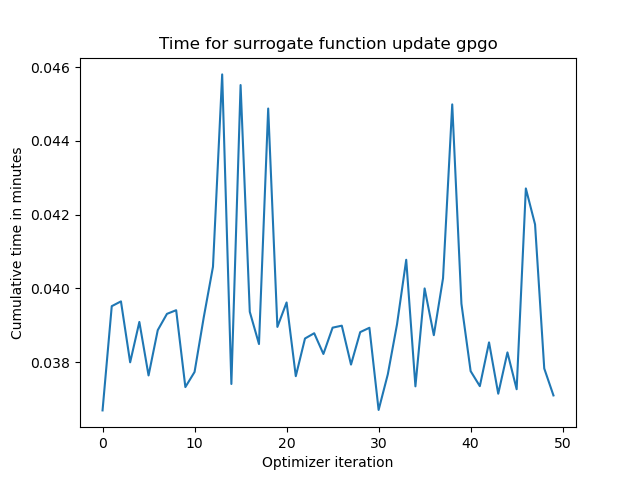 Time for surrogate function update gpgo
Cumulative time in minutes
0.046
0.044
0.042
0.040
0.038
0 10 20 30 40 50
Optimizer iteration